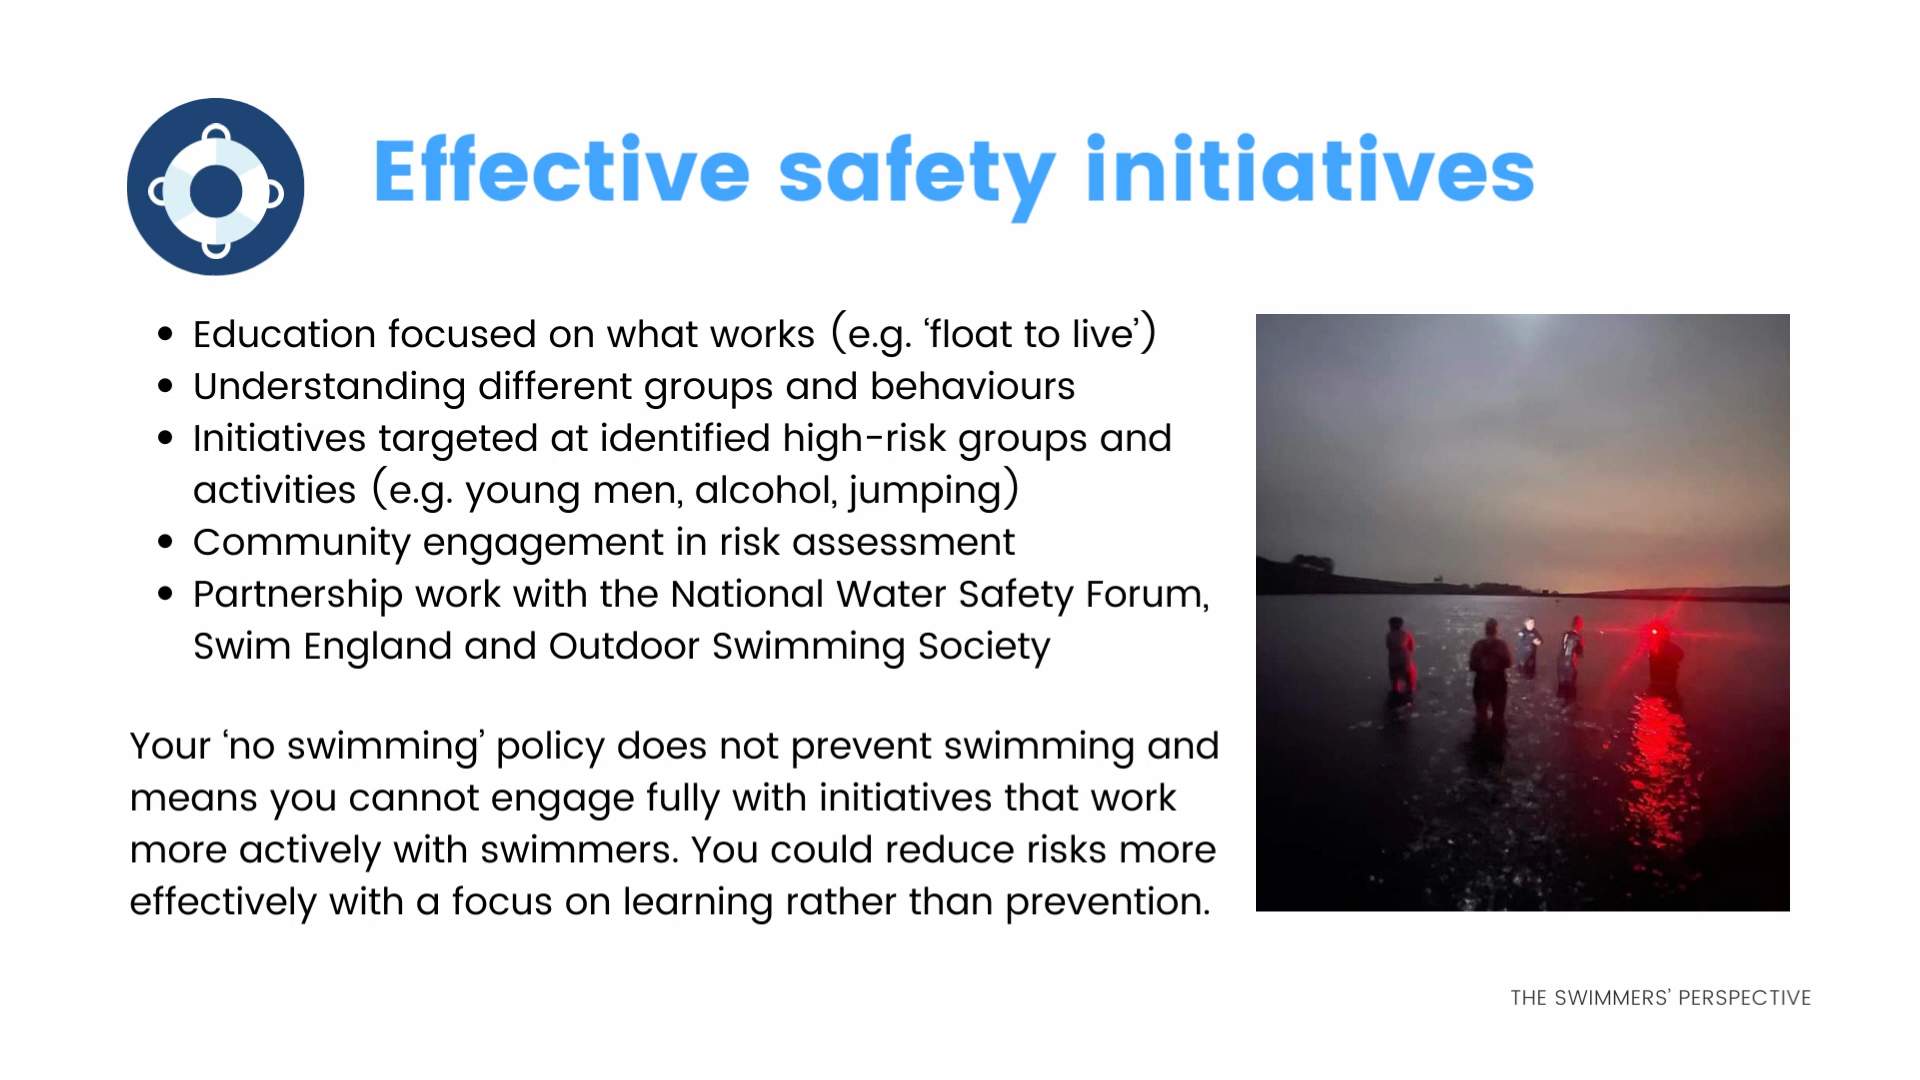 Effective safety initiatives
• Education focused on what works (e.g. ‘float to live’)
• Understanding different groups and behaviours
• Initiatives targeted at identified high-risk groups and
activities (e.g. young men, alcohol, jumping)
• Community engagement in risk assessment
• Partnership work with the National Water Safety Forum,
Swim England and Outdoor Swimming Society
Your ‘no swimming’ policy does not prevent swimming and
means you cannot engage fully with initiatives that work
more actively with swimmers. You could reduce risks more
effectively with a focus on learning rather than prevention.
THE SWIMMERS’ PERSPECTIVE